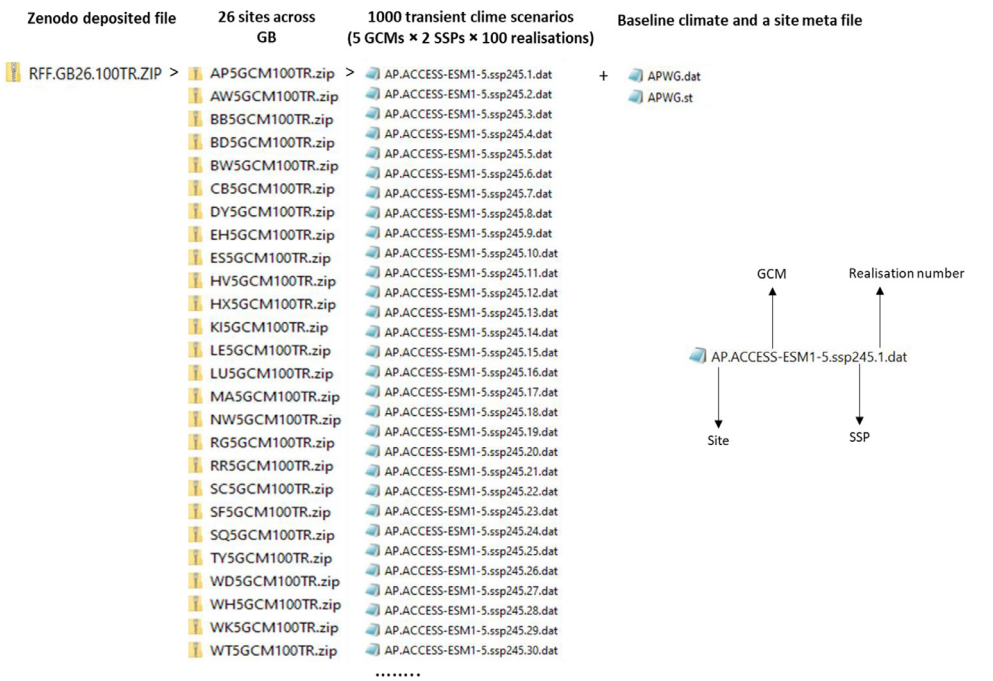 Zenodo deposited file
26 sites across
GB
1000 transient clime scenarios
(5 GCMs × 2 SSPs × 100 realisations)
Baseline climate and a site meta file
RFF.GB26.100TR.ZIP >
AP5GCM100TR.zip >
AW5GCM100TR.zip
BB5GCM100TR.zip
BD5GCM100TR.zip
BW5GCM100TR.zip
CB5GCM100TR.zip
DY5GCM100TR.zip
EH5GCM100TR.zip
ES5GCM100TR.zip
HV5GCM100TR.zip
HX5GCM100TR.zip
KI5GCM100TR.zip
LE5GCM100TR.zip
LU5GCM100TR.zip
MA5GCM100TR.zip
NW5GCM100TR.zip
RG5GCM100TR.zip
RR5GCM100TR.zip
SC5GCM100TR.zip
SF5GCM100TR.zip
SQ5GCM100TR.zip
TY5GCM100TR.zip
WD5GCM100TR.zip
WH5GCM100TR.zip
WK5GCM100TR.zip
WT5GCM100TR.zip
AP.ACCESS-ESM1-5.ssp245.1.dat
AP.ACCESS-ESM1-5.ssp245.2.dat
AP.ACCESS-ESM1-5.ssp245.3.dat
AP.ACCESS-ESM1-5.ssp245.4.dat
AP.ACCESS-ESM1-5.ssp245.5.dat
AP.ACCESS-ESM1-5.ssp245.6.dat
AP.ACCESS-ESM1-5.ssp245.7.dat
AP.ACCESS-ESM1-5.ssp245.8.dat
AP.ACCESS-ESM1-5.ssp245.9.dat
AP.ACCESS-ESM1-5.ssp245.10.dat
AP.ACCESS-ESM1-5.ssp245.11.dat
AP.ACCESS-ESM1-5.ssp245.12.dat
AP.ACCESS-ESM1-5.ssp245.13.dat
AP.ACCESS-ESM1-5.ssp245.14.dat
AP.ACCESS-ESM1-5.ssp245.15.dat
AP.ACCESS-ESM1-5.ssp245.16.dat
AP.ACCESS-ESM1-5.ssp245.17.dat
AP.ACCESS-ESM1-5.ssp245.18.dat
AP.ACCESS-ESM1-5.ssp245.19.dat
AP.ACCESS-ESM1-5.ssp245.20.dat
AP.ACCESS-ESM1-5.ssp245.21.dat
AP.ACCESS-ESM1-5.ssp245.22.dat
AP.ACCESS-ESM1-5.ssp245.23.dat
AP.ACCESS-ESM1-5.ssp245.24.dat
AP.ACCESS-ESM1-5.ssp245.25.dat
AP.ACCESS-ESM1-5.ssp245.26.dat
AP.ACCESS-ESM1-5.ssp245.27.dat
AP.ACCESS-ESM1-5.ssp245.28.dat
AP.ACCESS-ESM1-5.ssp245.29.dat
AP.ACCESS-ESM1-5.ssp245.30.dat
........
+
APWG.dat
APWG.st
GCM
Realisation number
AP.ACCESS-ESM1-5.ssp245.1.dat
Site
SSP